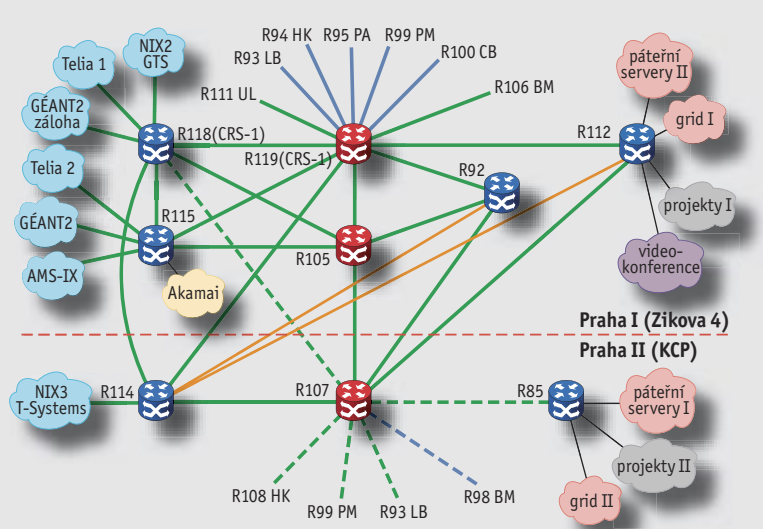 R94 HK
R95 PA
R99 PM
R93 LB
R100 CB
R111 UL
R106 BM
NIX2
GTS
Telia 1
GÉANT2
záloha
R118(CRS-1)
R119(CRS-1)
R112
páteřní
servery II
grid I
Telia 2
R92
projekty I
R115
GÉANT2
R105
video-
konference
AMS-IX
Akamai
Praha I (Zikova 4)
Praha II (KCP)
NIX3
T-Systems
R114
R107
R85
páteřní
servery I
projekty II
R108 HK
R99 PM
R93 LB
R98 BM
grid II